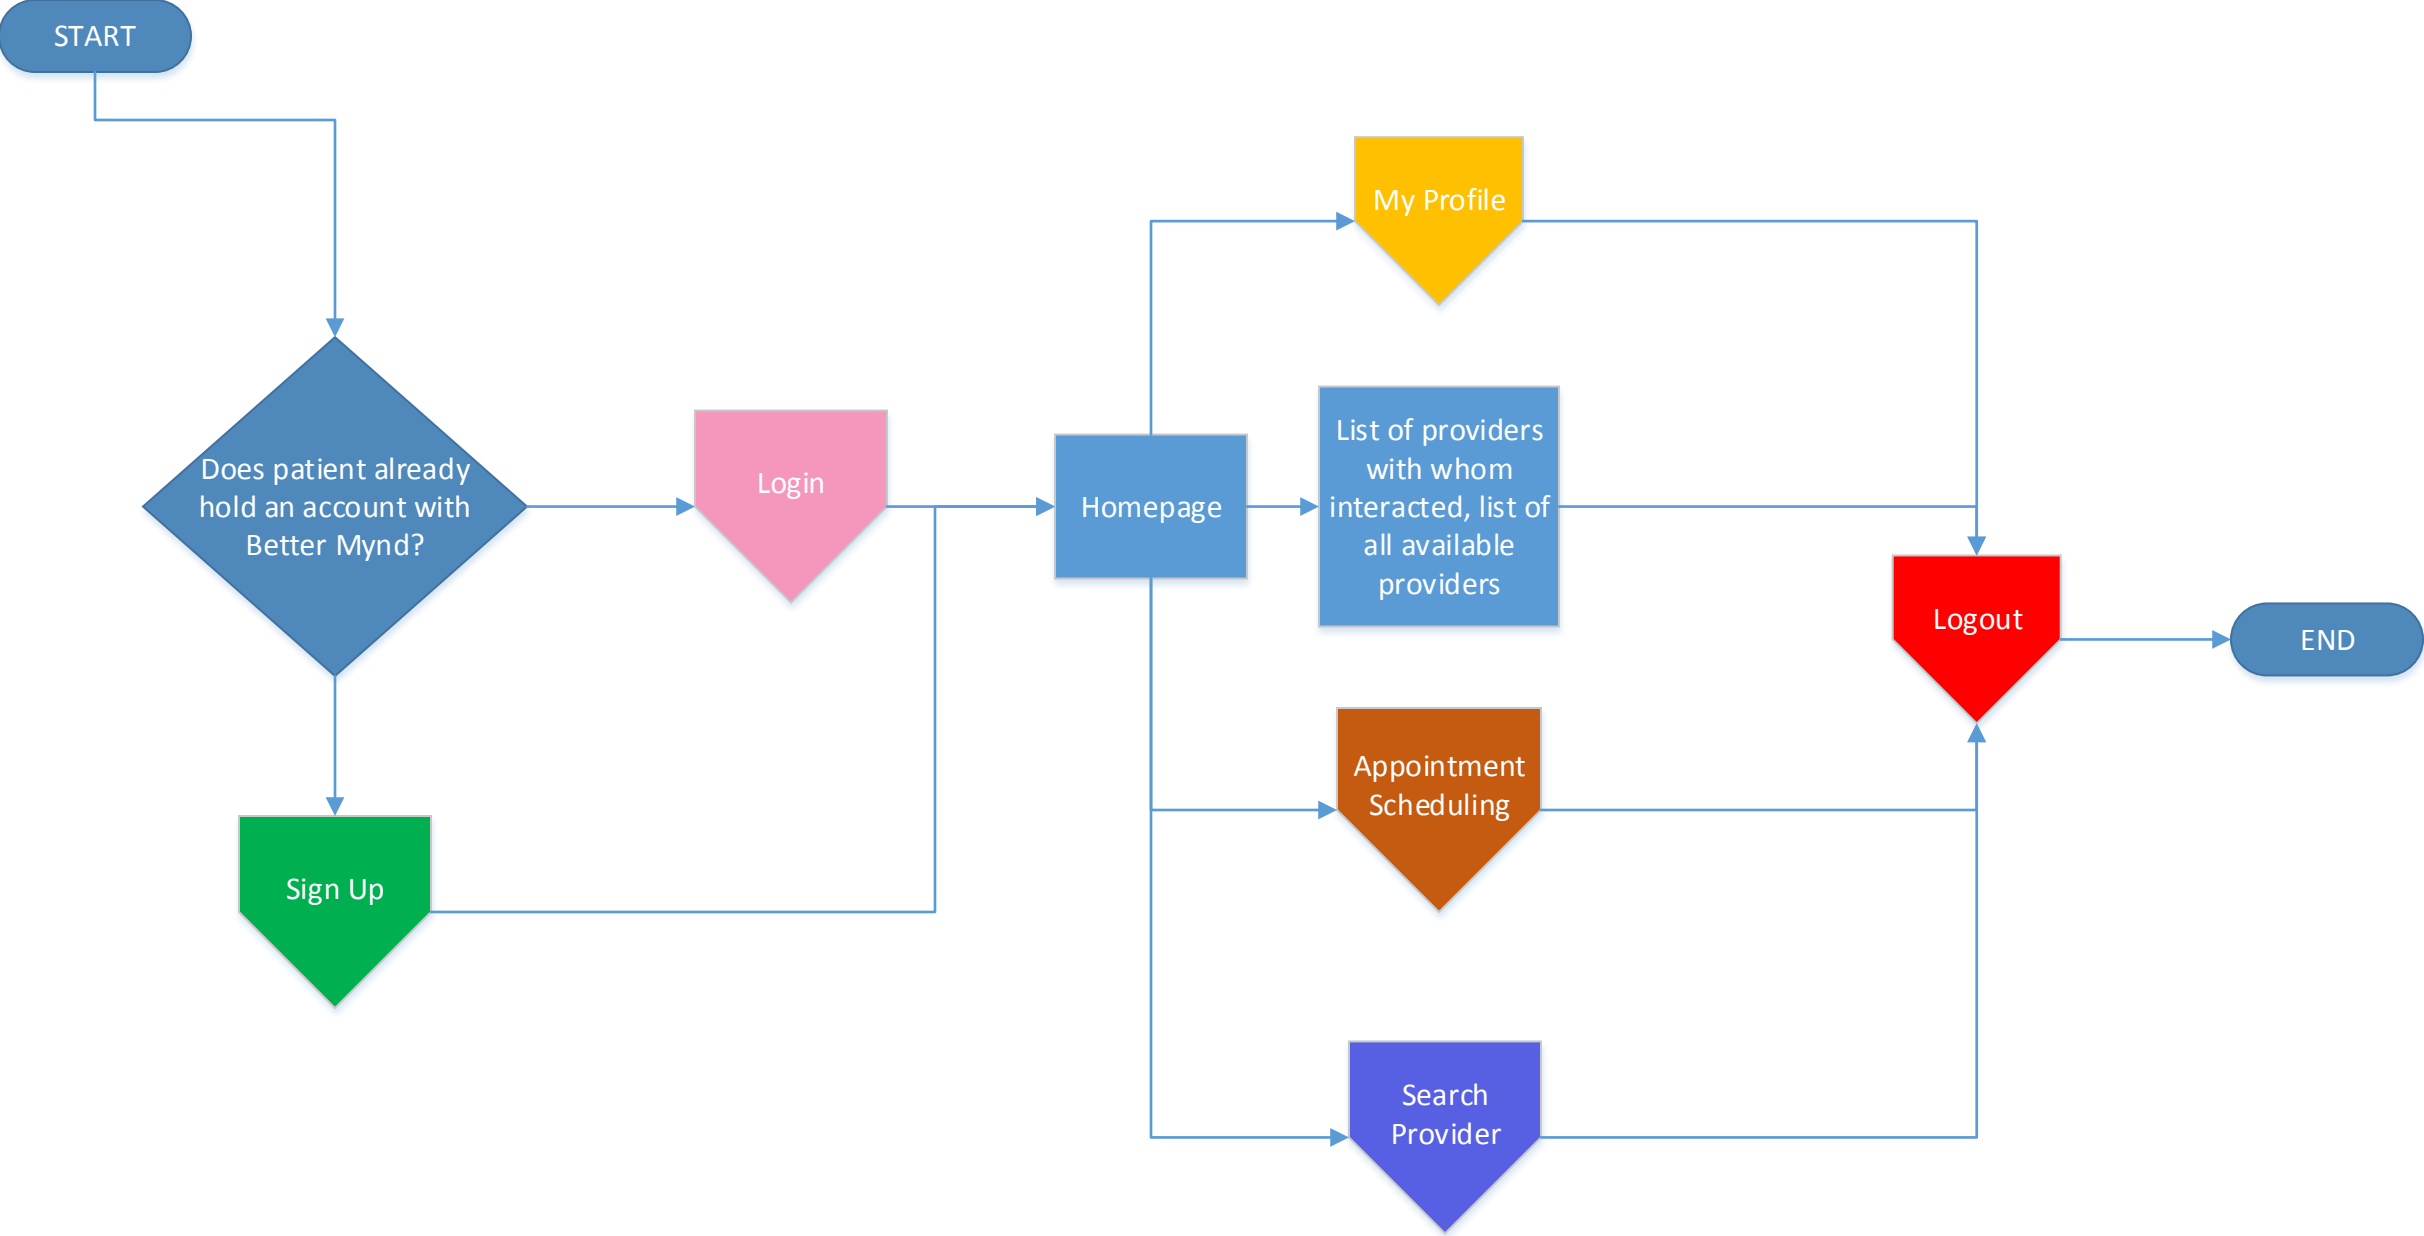 START
Does patient already
hold an account with
Better Mynd?
Login
Sign Up
Homepage
My Profile
List of providers
with whom
interacted, list of
all available
providers
Appointment
Scheduling
Search
Provider
Logout
END